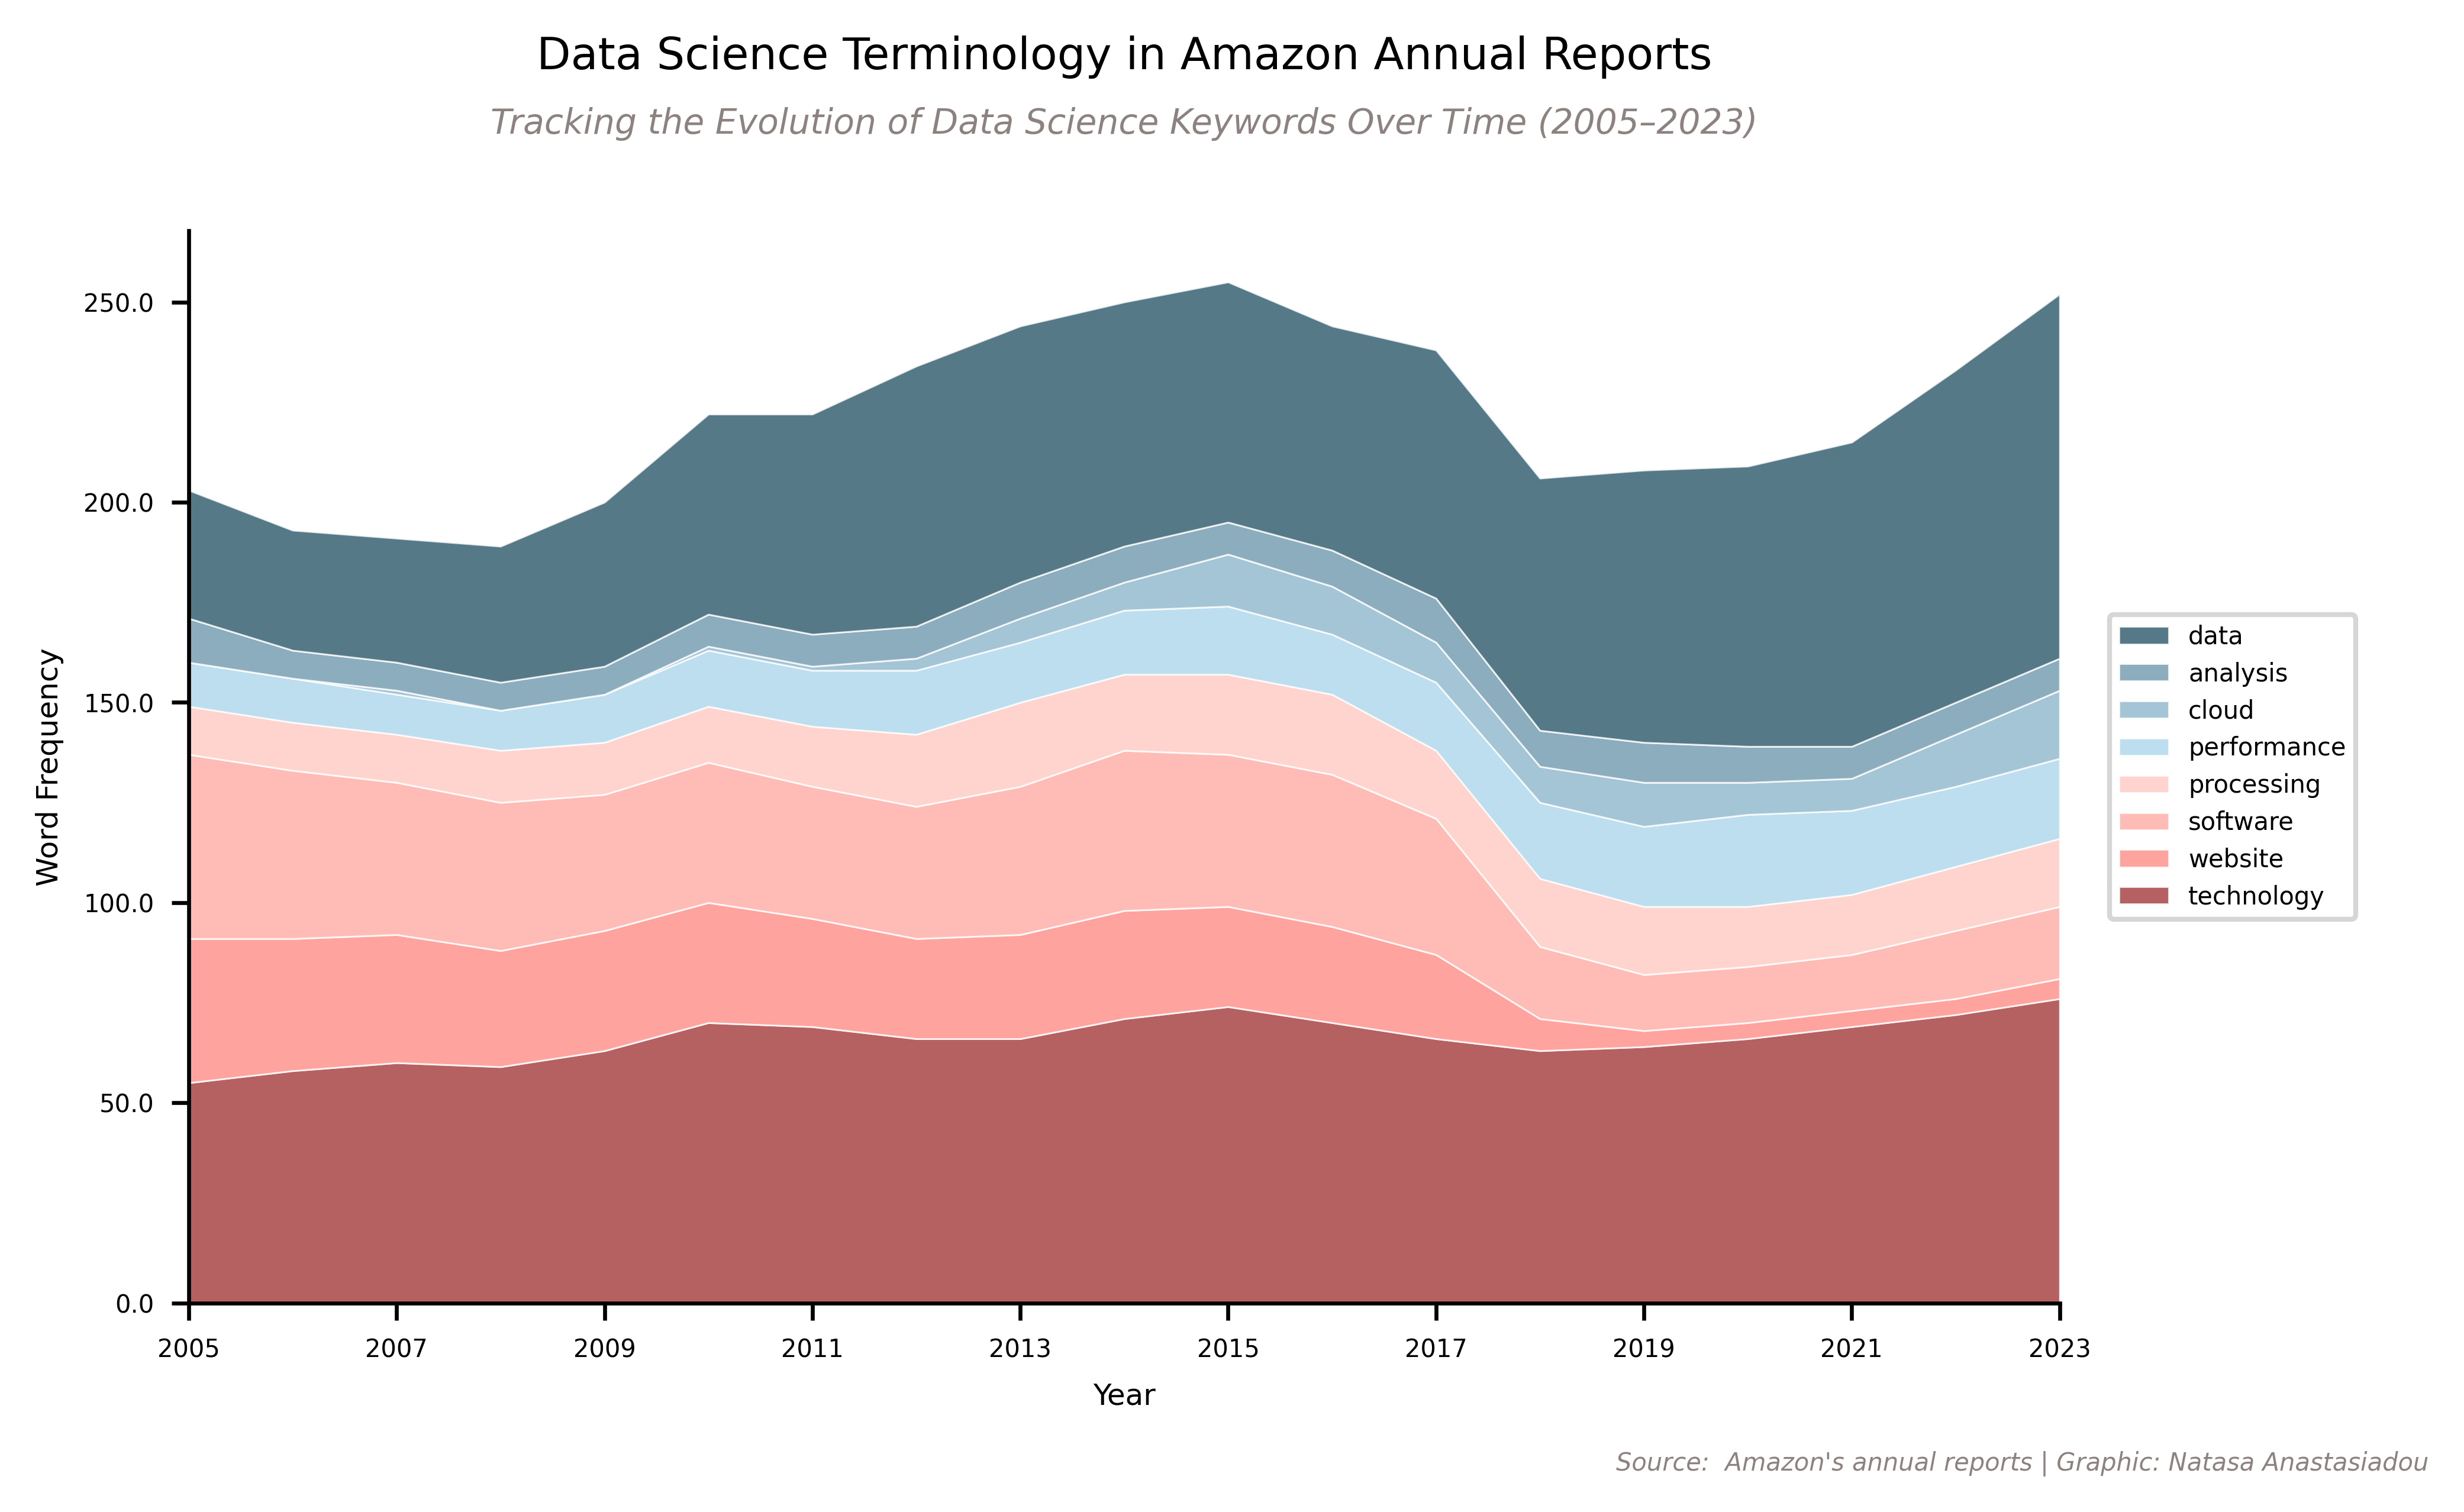 Data Science Terminology in Amazon Annual Reports
Tracking the Evolution of Data Science Keywords Over Time (2005–2023)
Word Frequency
250.0
200.0
150.0
100.0
50.0
0.0
2005 2007 2009 2011 2013 2015 2017 2019 2021 2023
Year
data
analysis
cloud
performance
processing
software
website
technology
Source:  Amazon's annual reports | Graphic: Natasa Anastasiadou